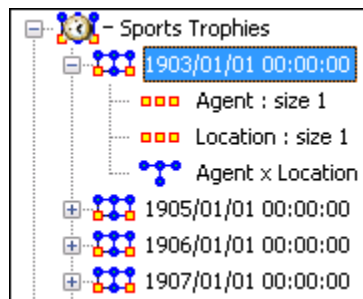 – Sports Trophies
1903/01/01 00:00:00
Agent : size 1
Location : size 1
Agent x Location
1905/01/01 00:00:00
1906/01/01 00:00:00
1907/01/01 00:00:00